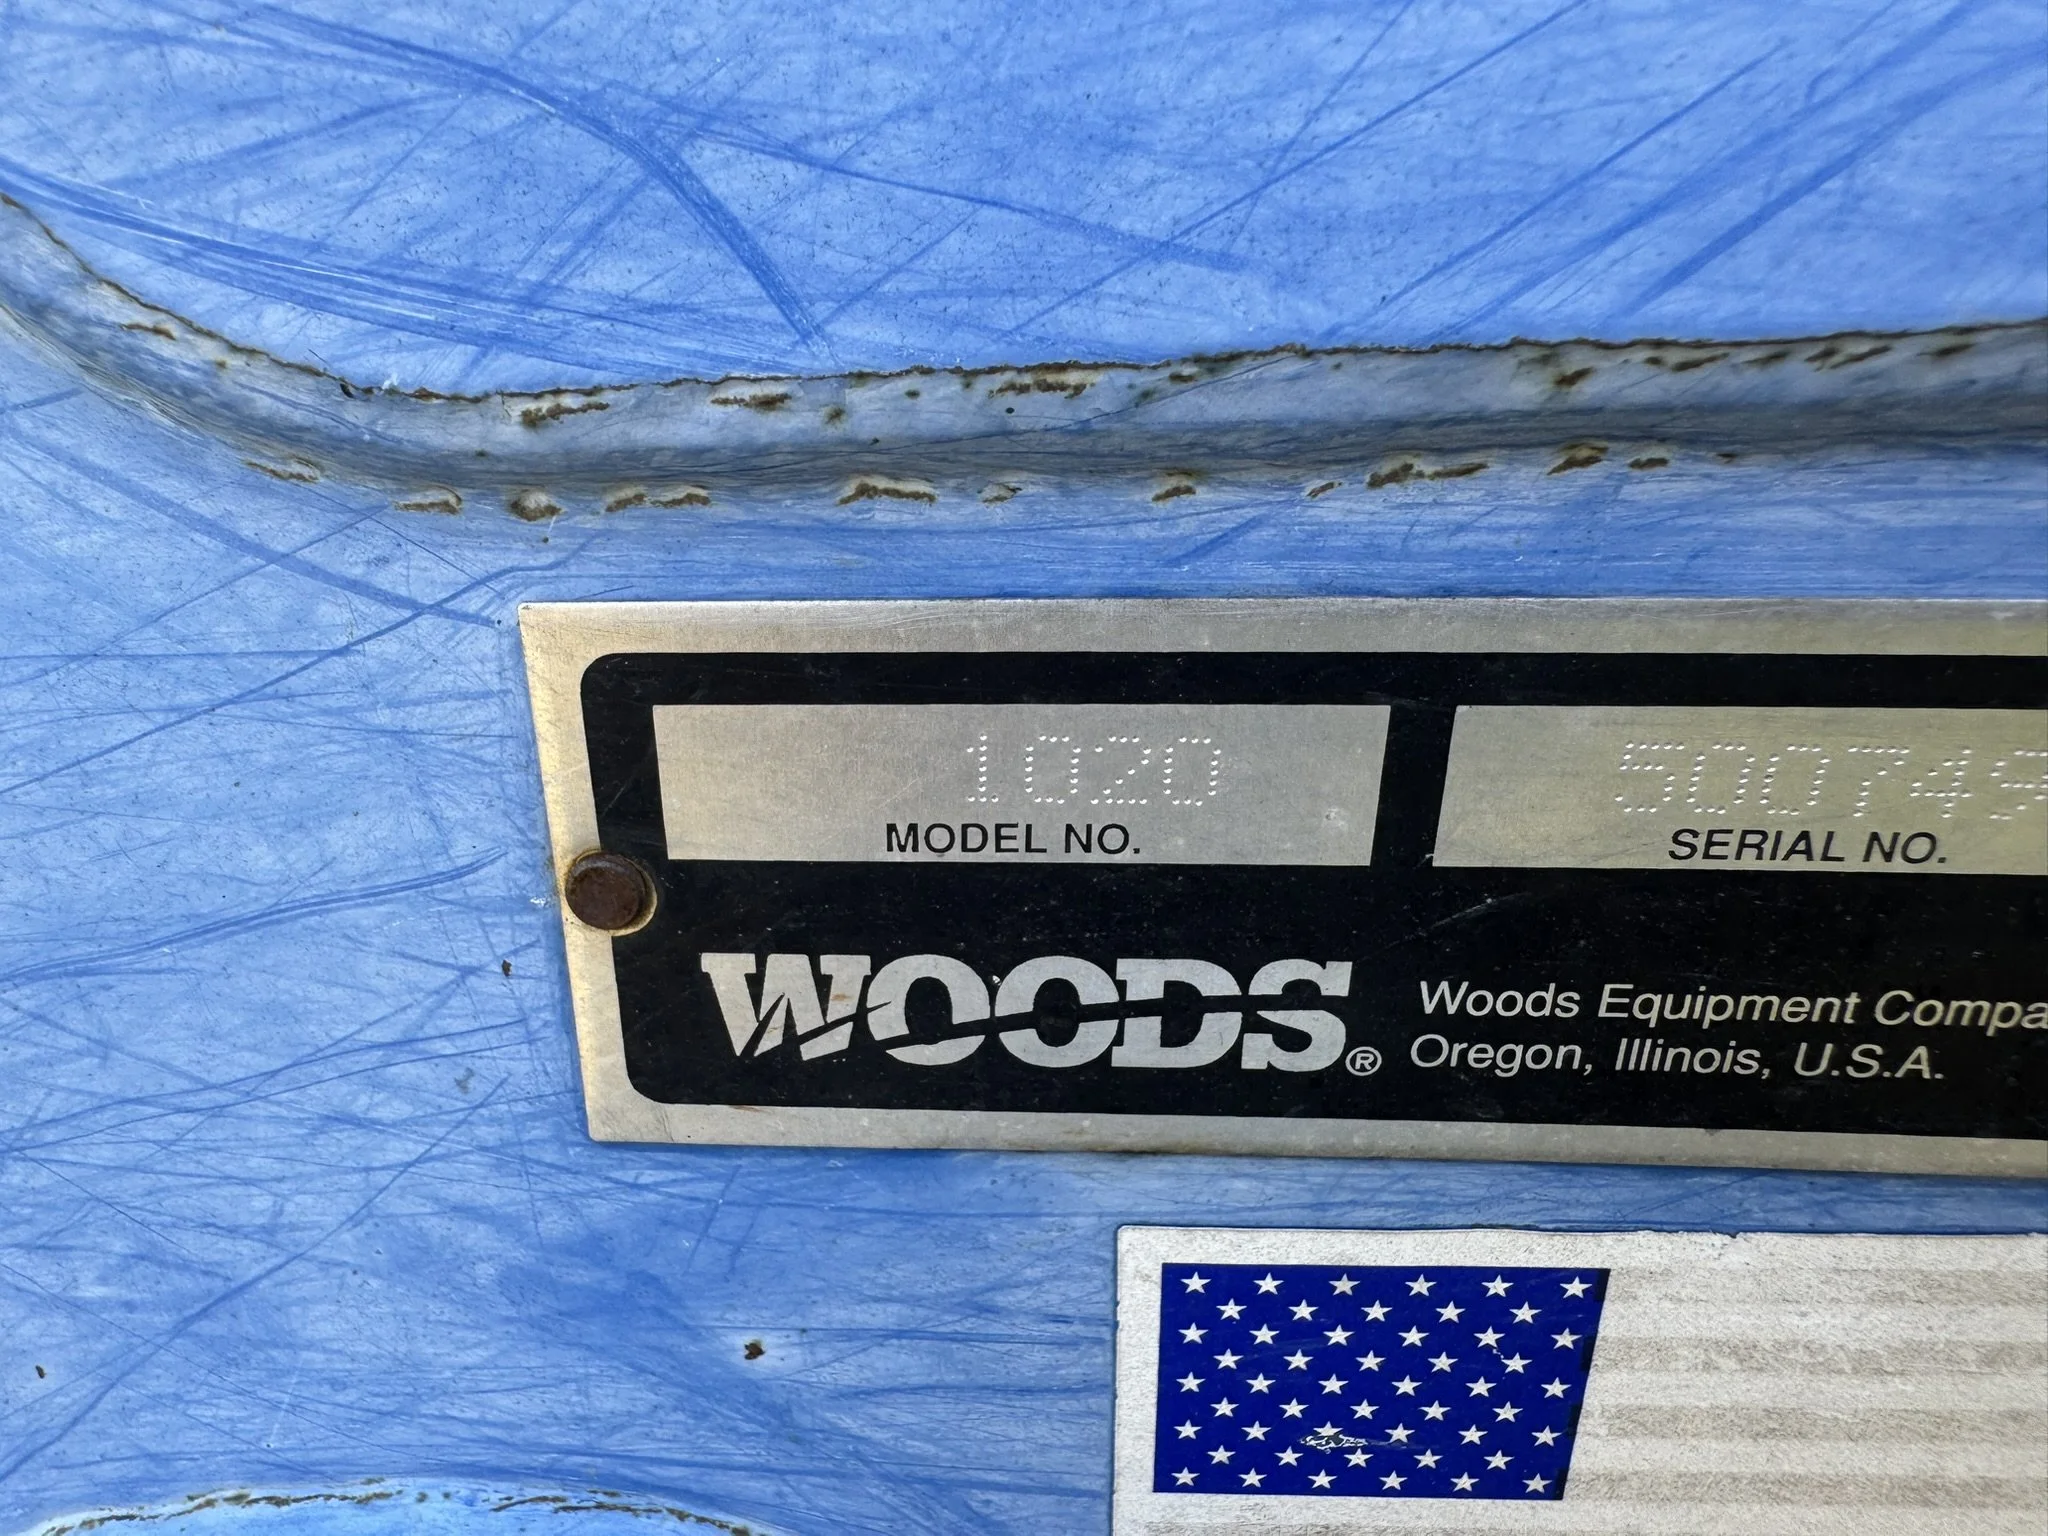 1020
500749
MODEL NO.
SERIAL NO.
WOODS®
Woods Equipment Compa
Oregon, Illinois, U.S.A.